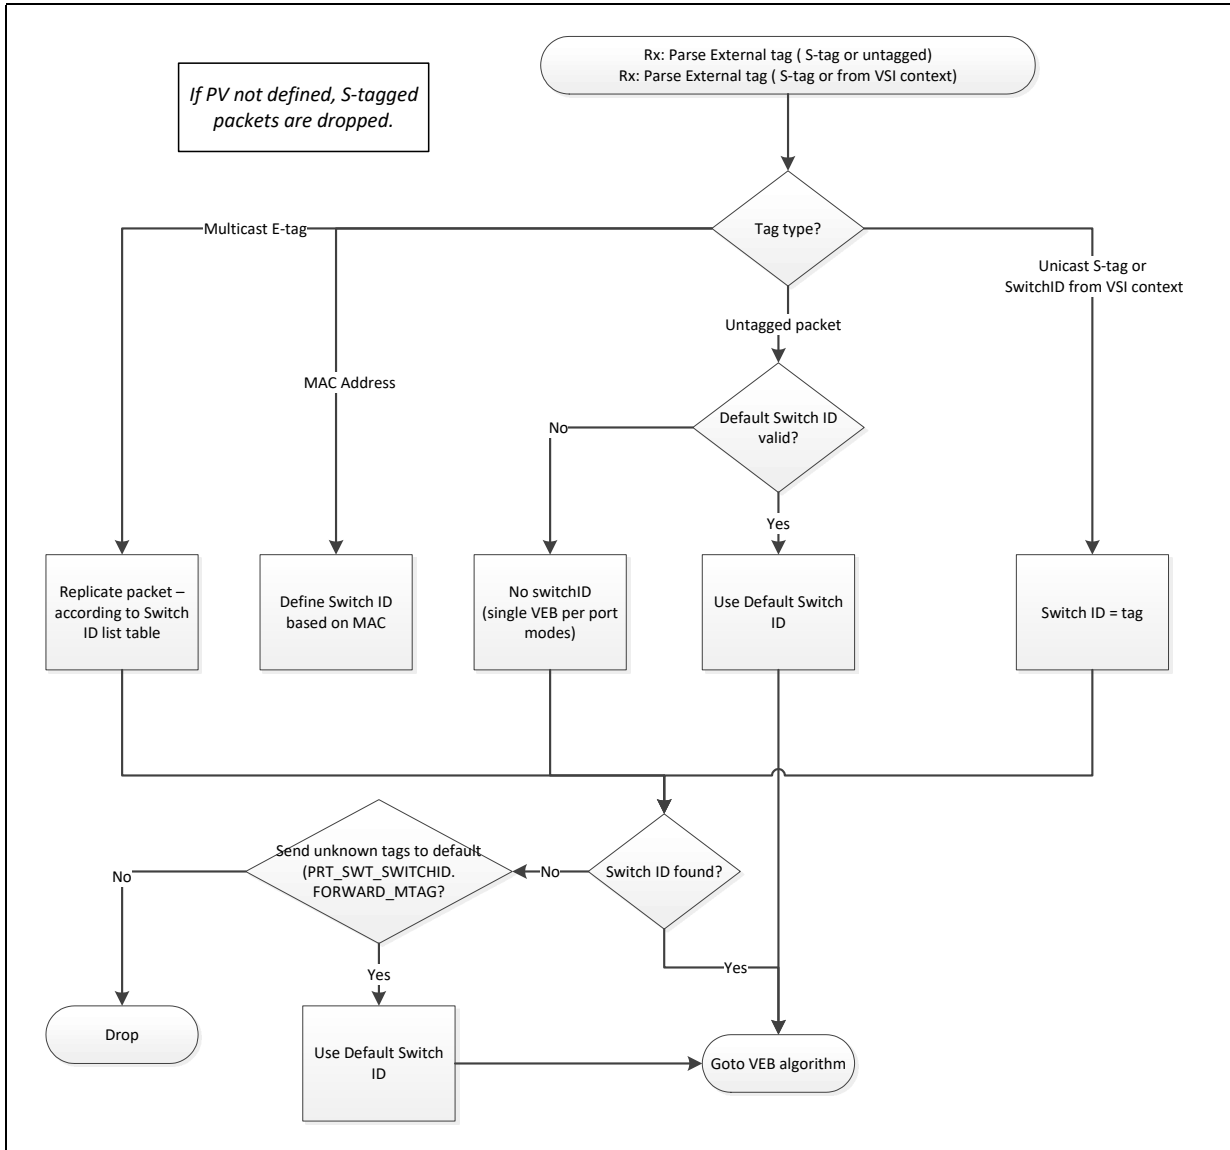 Rx: Parse External tag ( S-tag or untagged)
Rx: Parse External tag ( S-tag or from VSI context)
If PV not defined, S-tagged
packets are dropped.
Tag type?
Multicast E-tag
Unicast S-tag or
SwitchID from VSI context
Untagged packet
MAC Address
Default Switch ID
valid?
No
Yes
Replicate packet –
according to Switch
ID list table
Define Switch ID
based on MAC
No switchID
(single VEB per port
modes)
Use Default Switch
ID
Switch ID = tag
Send unknown tags to default
(PRT_SWT_SWITCHID.
FORWARD_MTAG?
No
Switch ID found?
No
Yes
Yes
Drop
Use Default Switch
ID
Goto VEB algorithm